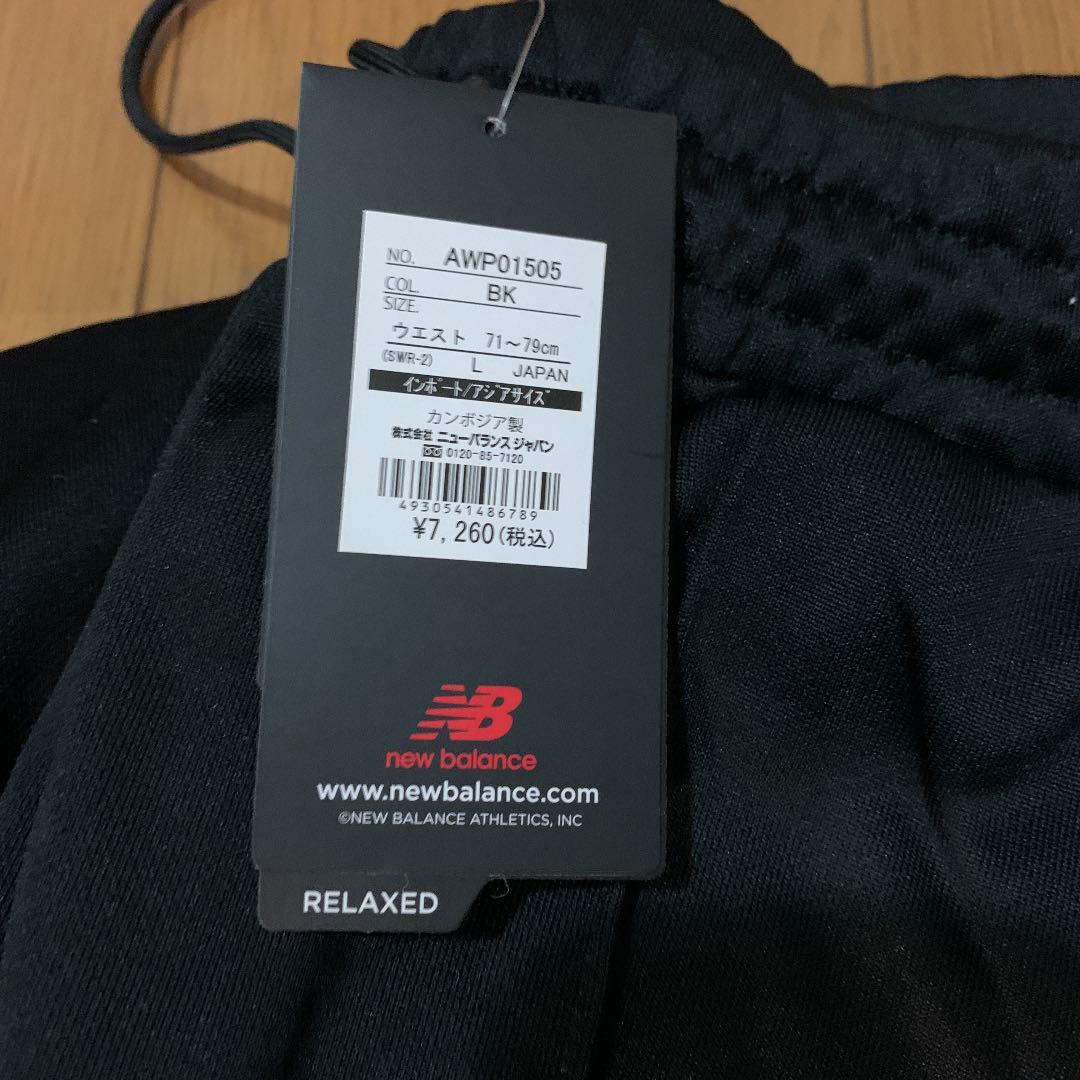 NO. AWP01505
COL. BK
SIZE.
ウエスト 71～79cm
(SWR-2) L JAPAN
インポート/アジアサイズ
カンボジア製
株式会社 ニューバランス ジャパン
0120-85-7120
4930541486789
¥7,260(税込)
NB
new balance
www.newbalance.com
©NEW BALANCE ATHLETICS, INC
RELAXED